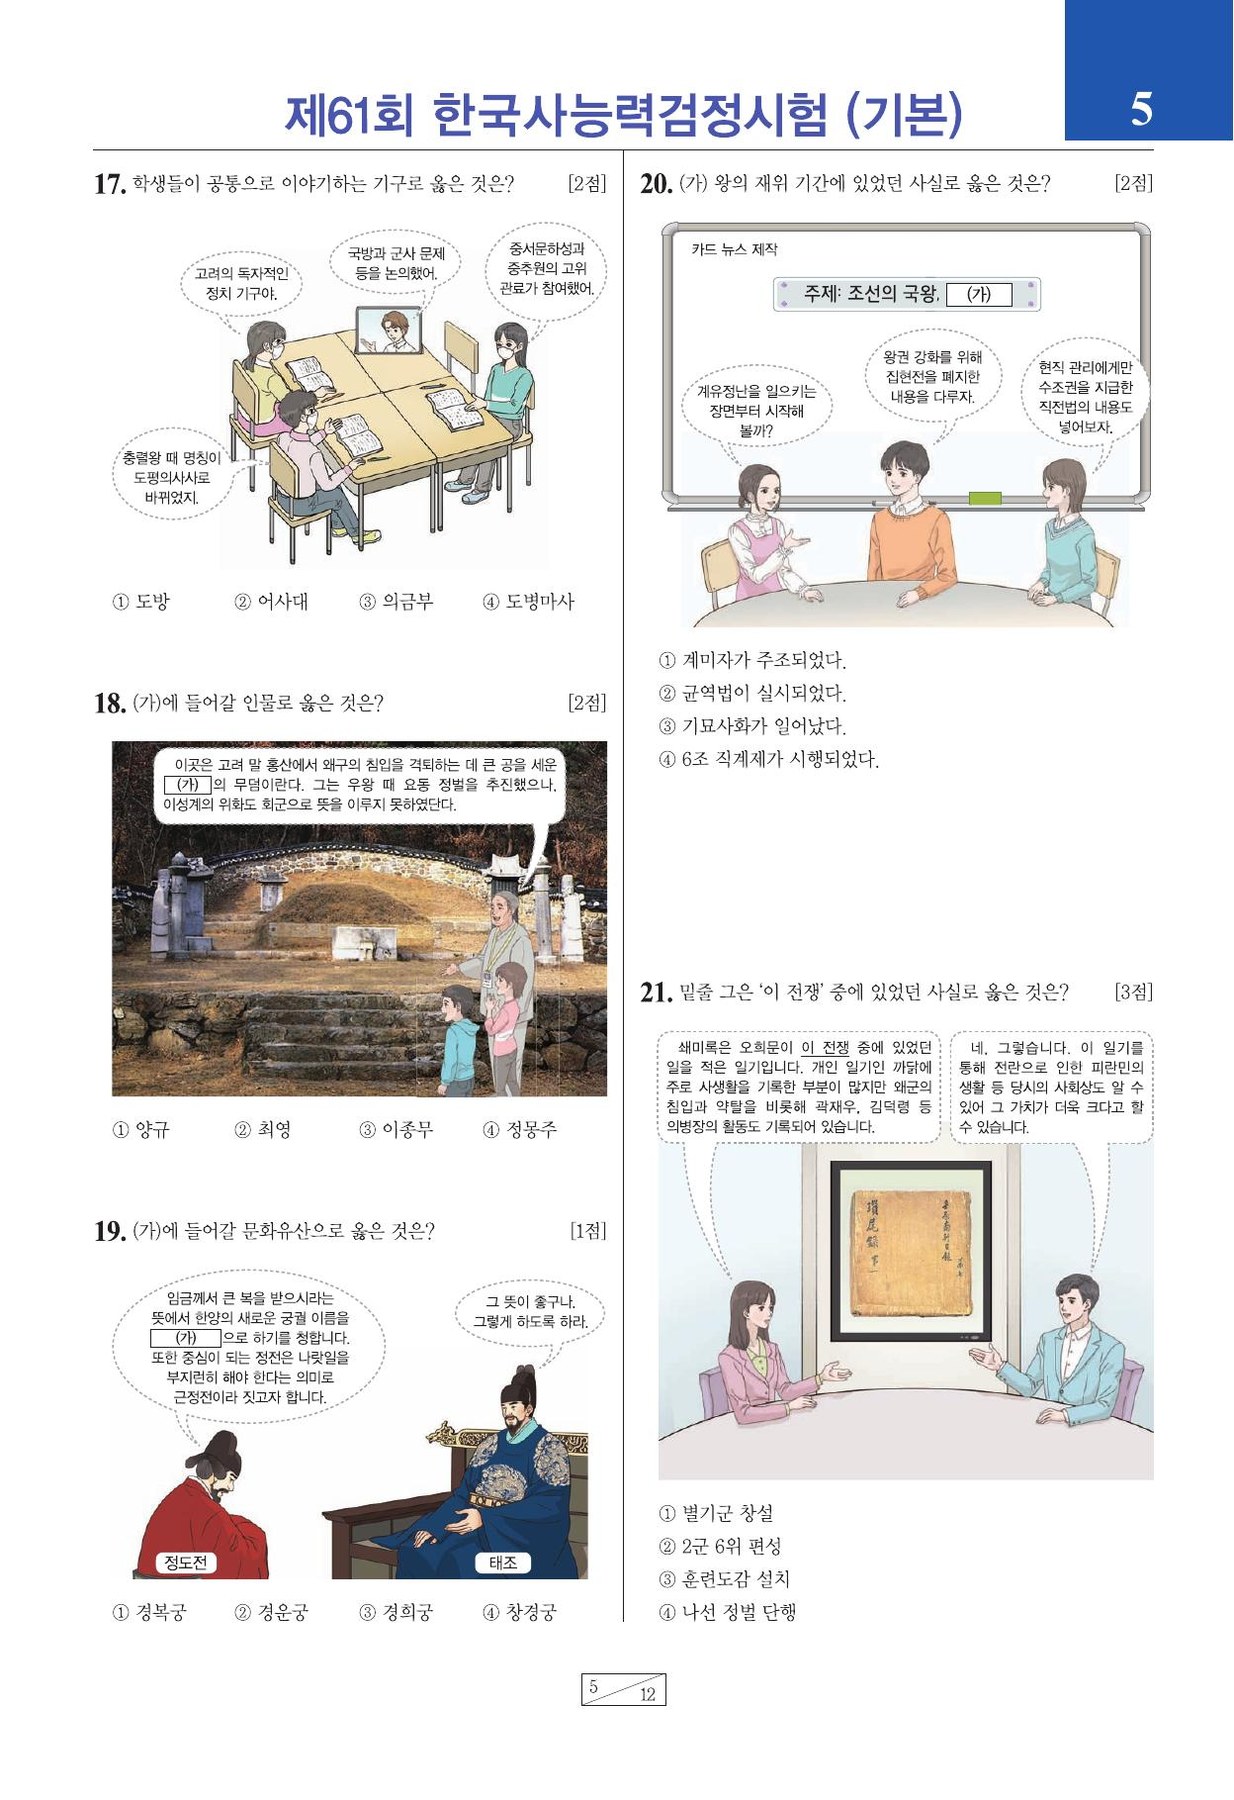 제61회 한국사능력검정시험 (기본)
5
17. 학생들이 공통으로 이야기하는 기구로 옳은 것은? [2점]
고려의 독자적인
정치 기구야.
국방과 군사 문제
등을 논의했어.
중서문하성과
중추원의 고위
관료가 참여했어.
충렬왕 때 명칭이
도평의사사로
바뀌었지.
① 도방 ② 어사대 ③ 의금부 ④ 도병마사
18. (가)에 들어갈 인물로 옳은 것은? [2점]
이곳은 고려 말 홍산에서 왜구의 침입을 격퇴하는 데 큰 공을 세운
(가) 의 무덤이란다. 그는 우왕 때 요동 정벌을 추진했으나,
이성계의 위화도 회군으로 뜻을 이루지 못하였단다.
① 양규 ② 최영 ③ 이종무 ④ 정몽주
19. (가)에 들어갈 문화유산으로 옳은 것은? [1점]
임금께서 큰 복을 받으시라는
뜻에서 한양의 새로운 궁궐 이름을
(가) 으로 하기를 청합니다.
또한 중심이 되는 정전은 나랏일을
부지런히 해야 한다는 의미로
근정전이라 짓고자 합니다.
그 뜻이 좋구나.
그렇게 하도록 하라.
정도전
태조
① 경복궁 ② 경운궁 ③ 경희궁 ④ 창경궁
20. (가) 왕의 재위 기간에 있었던 사실로 옳은 것은? [2점]
카드 뉴스 제작
주제: 조선의 국왕, (가)
계유정난을 일으키는
장면부터 시작해
볼까?
왕권 강화를 위해
집현전을 폐지한
내용을 다루자.
현직 관리에게만
수조권을 지급한
직전법의 내용도
넣어보자.
① 계미자가 주조되었다.
② 균역법이 실시되었다.
③ 기묘사화가 일어났다.
④ 6조 직계제가 시행되었다.
21. 밑줄 그은 ‘이 전쟁’ 중에 있었던 사실로 옳은 것은? [3점]
쇄미록은 오희문이 이 전쟁 중에 있었던
일을 적은 일기입니다. 개인 일기인 까닭에
주로 사생활을 기록한 부분이 많지만 왜군의
침입과 약탈을 비롯해 곽재우, 김덕령 등
의병장의 활동도 기록되어 있습니다.
네, 그렇습니다. 이 일기를
통해 전란으로 인한 피란민의
생활 등 당시의 사회상도 알 수
있어 그 가치가 더욱 크다고 할
수 있습니다.
瑣尾錄 第一
① 별기군 창설
② 2군 6위 편성
③ 훈련도감 설치
④ 나선 정벌 단행
5
12